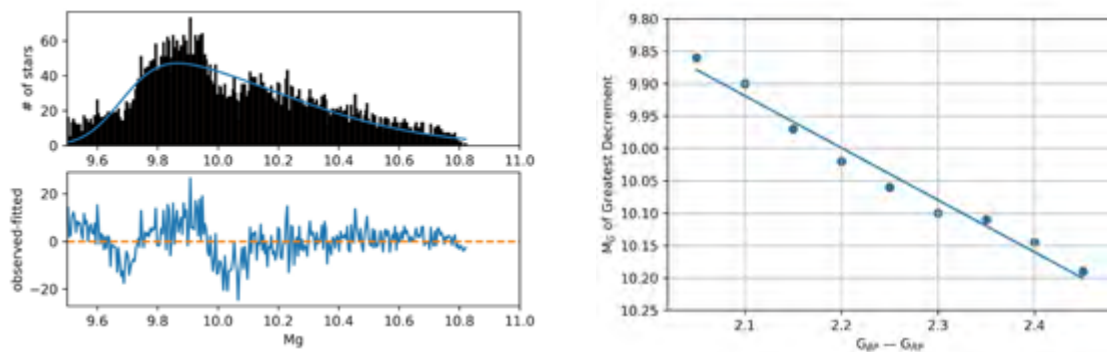 # of stars
60
40
20
0
9.6 9.8 10.0 10.2 10.4 10.6 10.8 11.0
observed-fitted
20
0
−20
9.6 9.8 10.0 10.2 10.4 10.6 10.8 11.0
Mg
M_G of Greatest Decrement
9.80
9.85
9.90
9.95
10.00
10.05
10.10
10.15
10.20
10.25
2.1 2.2 2.3 2.4